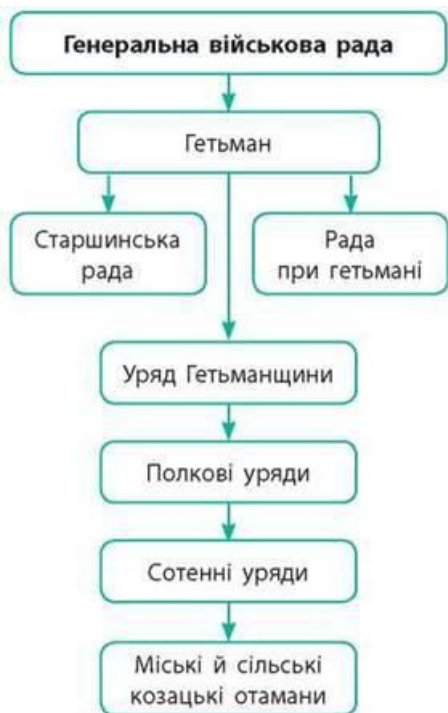 Генеральна військова рада
Гетьман
Старшинська
рада
Рада
при гетьмані
Уряд Гетьманщини
Полкові уряди
Сотенні уряди
Міські й сільські
козацькі отамани